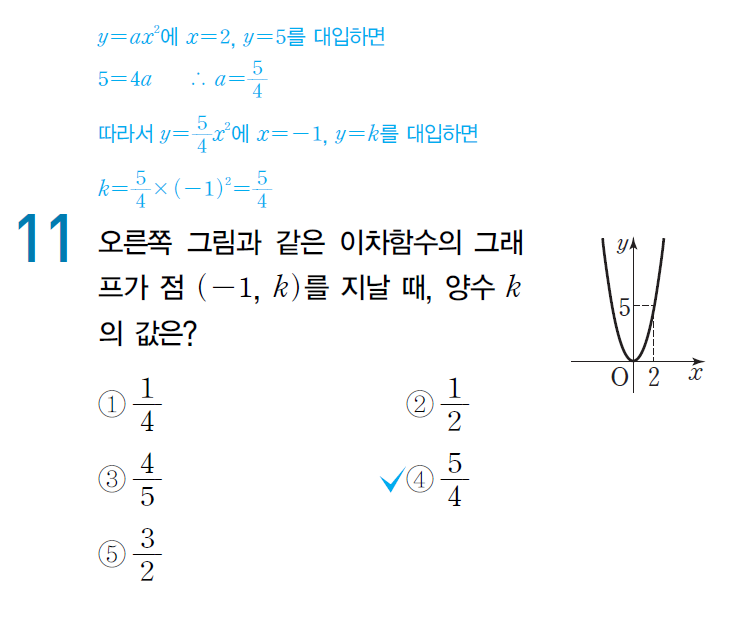 y=ax²에 x=2, y=5를 대입하면
5=4a ∴ a=5/4
따라서 y=5/4x²에 x=-1, y=k를 대입하면
k=5/4×(-1)²=5/4
11 오른쪽 그림과 같은 이차함수의 그래
프가 점 (-1, k)를 지날 때, 양수 k
의 값은?
y
5
O 2 x
① 1/4 ② 1/2
③ 4/5 ④ 5/4
⑤ 3/2